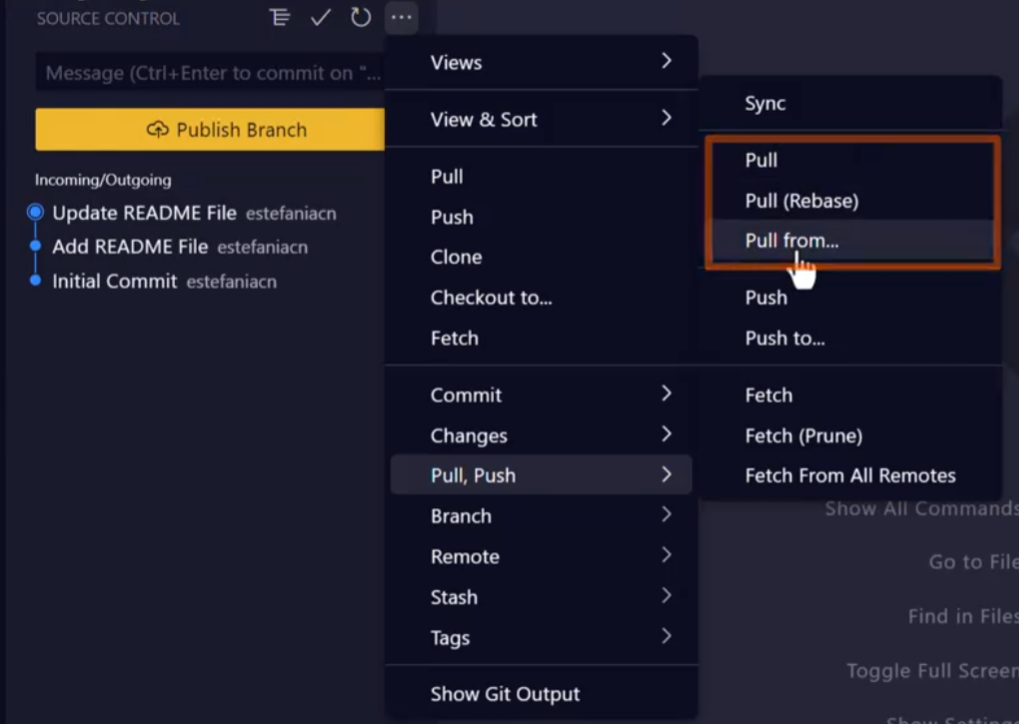 SOURCE CONTROL
Message (Ctrl+Enter to commit on "...
Publish Branch
Incoming/Outgoing
Update README File estefaniacn
Add README File estefaniacn
Initial Commit estefaniacn
Views
View & Sort
Pull
Push
Clone
Checkout to...
Fetch
Commit
Changes
Pull, Push
Branch
Remote
Stash
Tags
Show Git Output
Sync
Pull
Pull (Rebase)
Pull from...
Push
Push to...
Fetch
Fetch (Prune)
Fetch From All Remotes
Show All Commands
Go to File
Find in Files
Toggle Full Screen
Show Settings